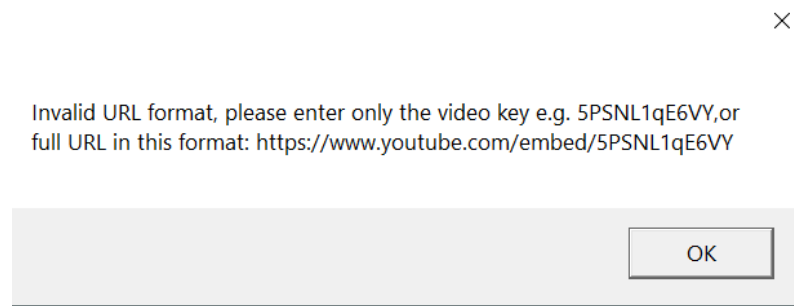 Invalid URL format, please enter only the video key e.g. 5PSNL1qE6VY,or
full URL in this format: https://www.youtube.com/embed/5PSNL1qE6VY
OK